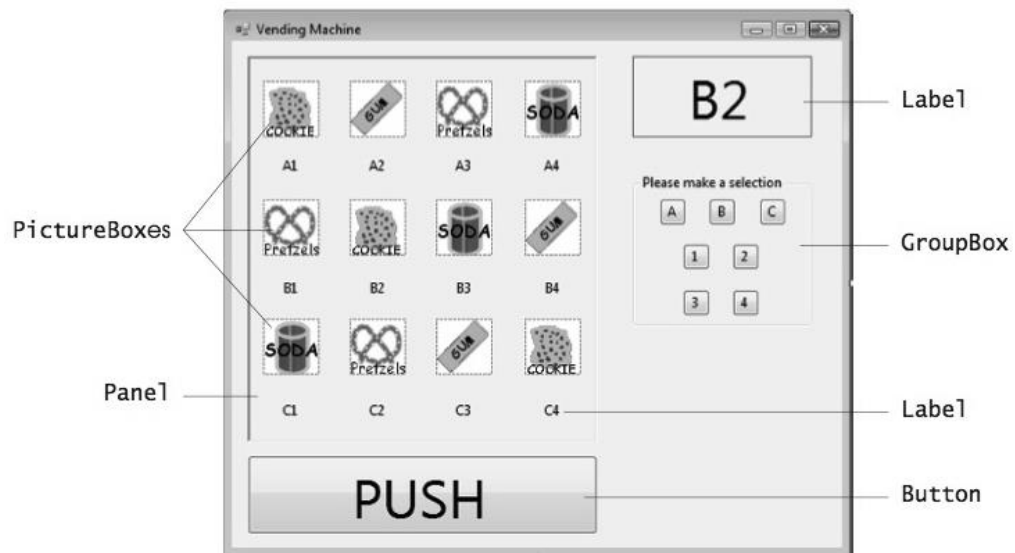 Vending Machine
B2
Label
COOKIE GUM Pretzels SODA
A1 A2 A3 A4
Please make a selection
A B C
PictureBoxes
Pretzels COOKIE SODA GUM
1 2
GroupBox
B1 B2 B3 B4
3 4
SODA Pretzels GUM COOKIE
Panel
C1 C2 C3 C4
Label
PUSH
Button